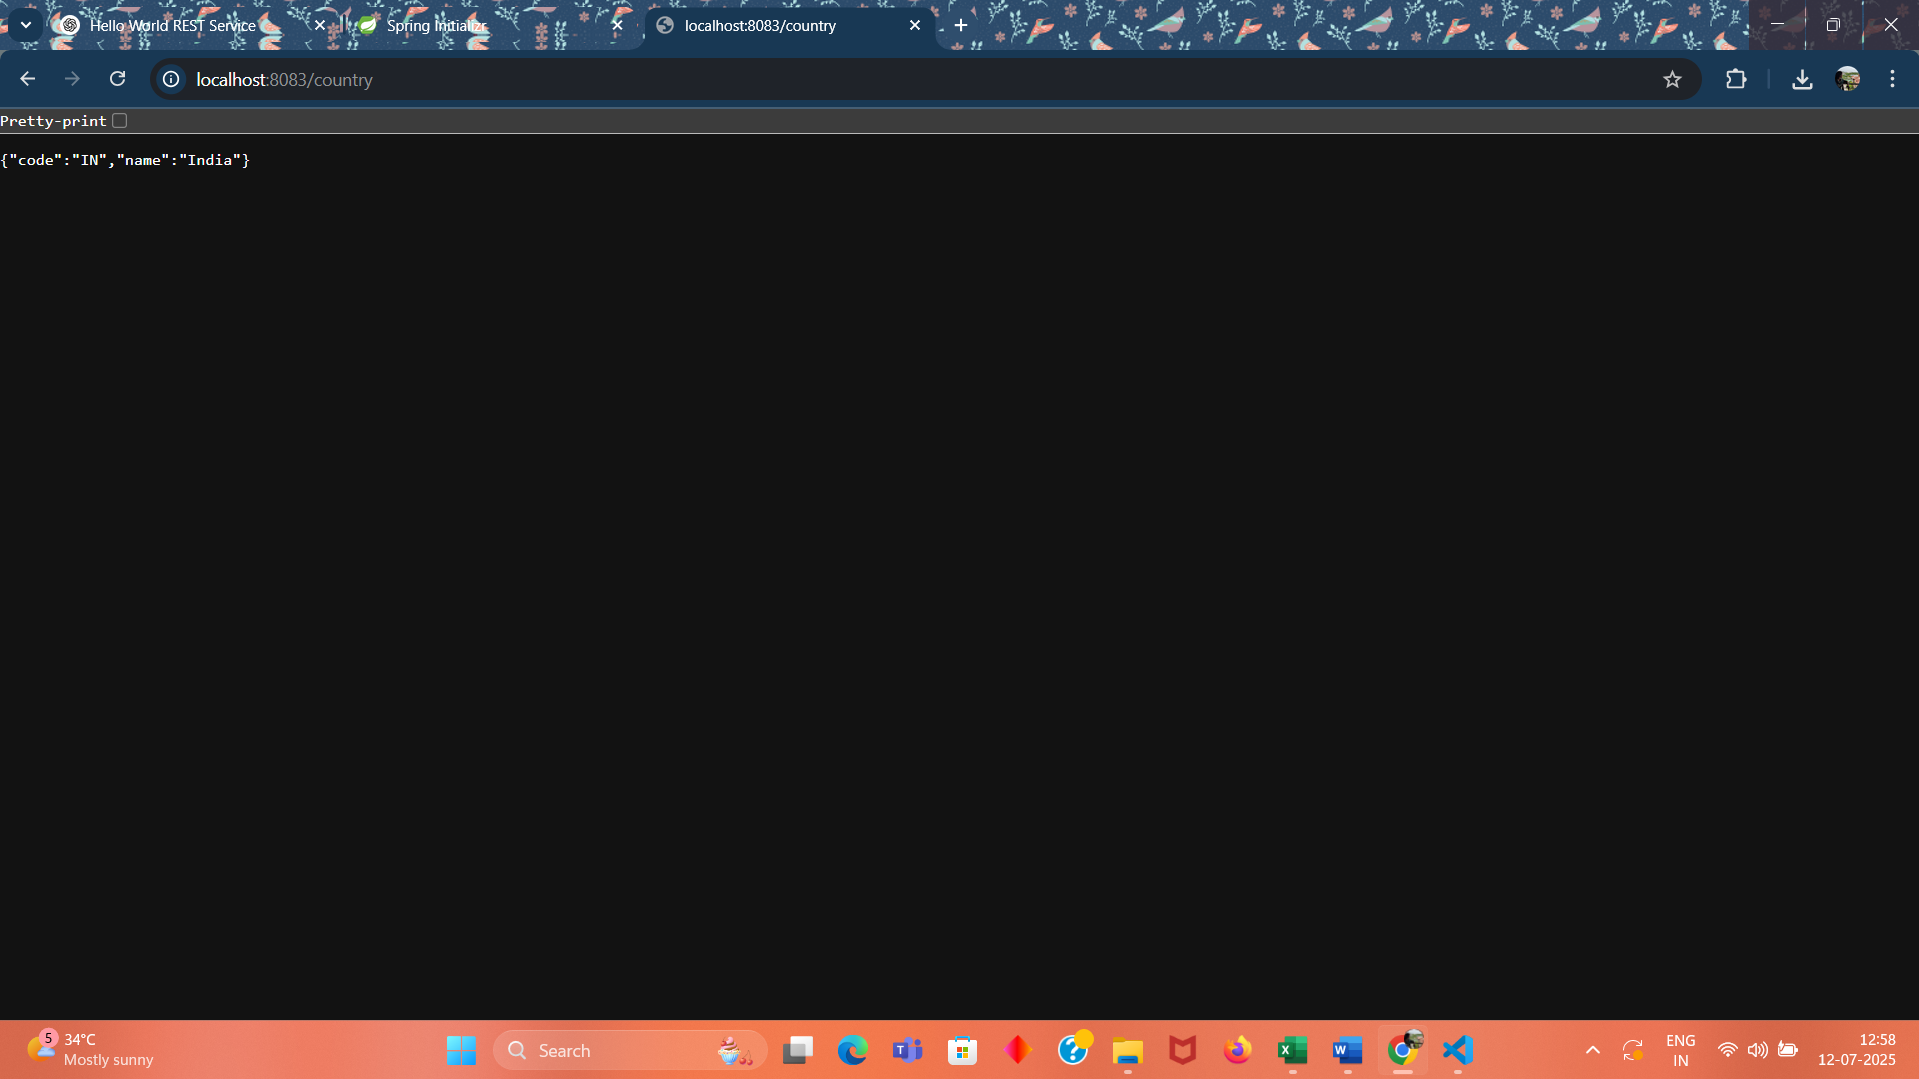 Hello World REST Service
Spring Initializr
localhost:8083/country
localhost:8083/country
Pretty-print
{"code":"IN","name":"India"}
5
34°C
Mostly sunny
Search
ENG
IN
12:58
12-07-2025